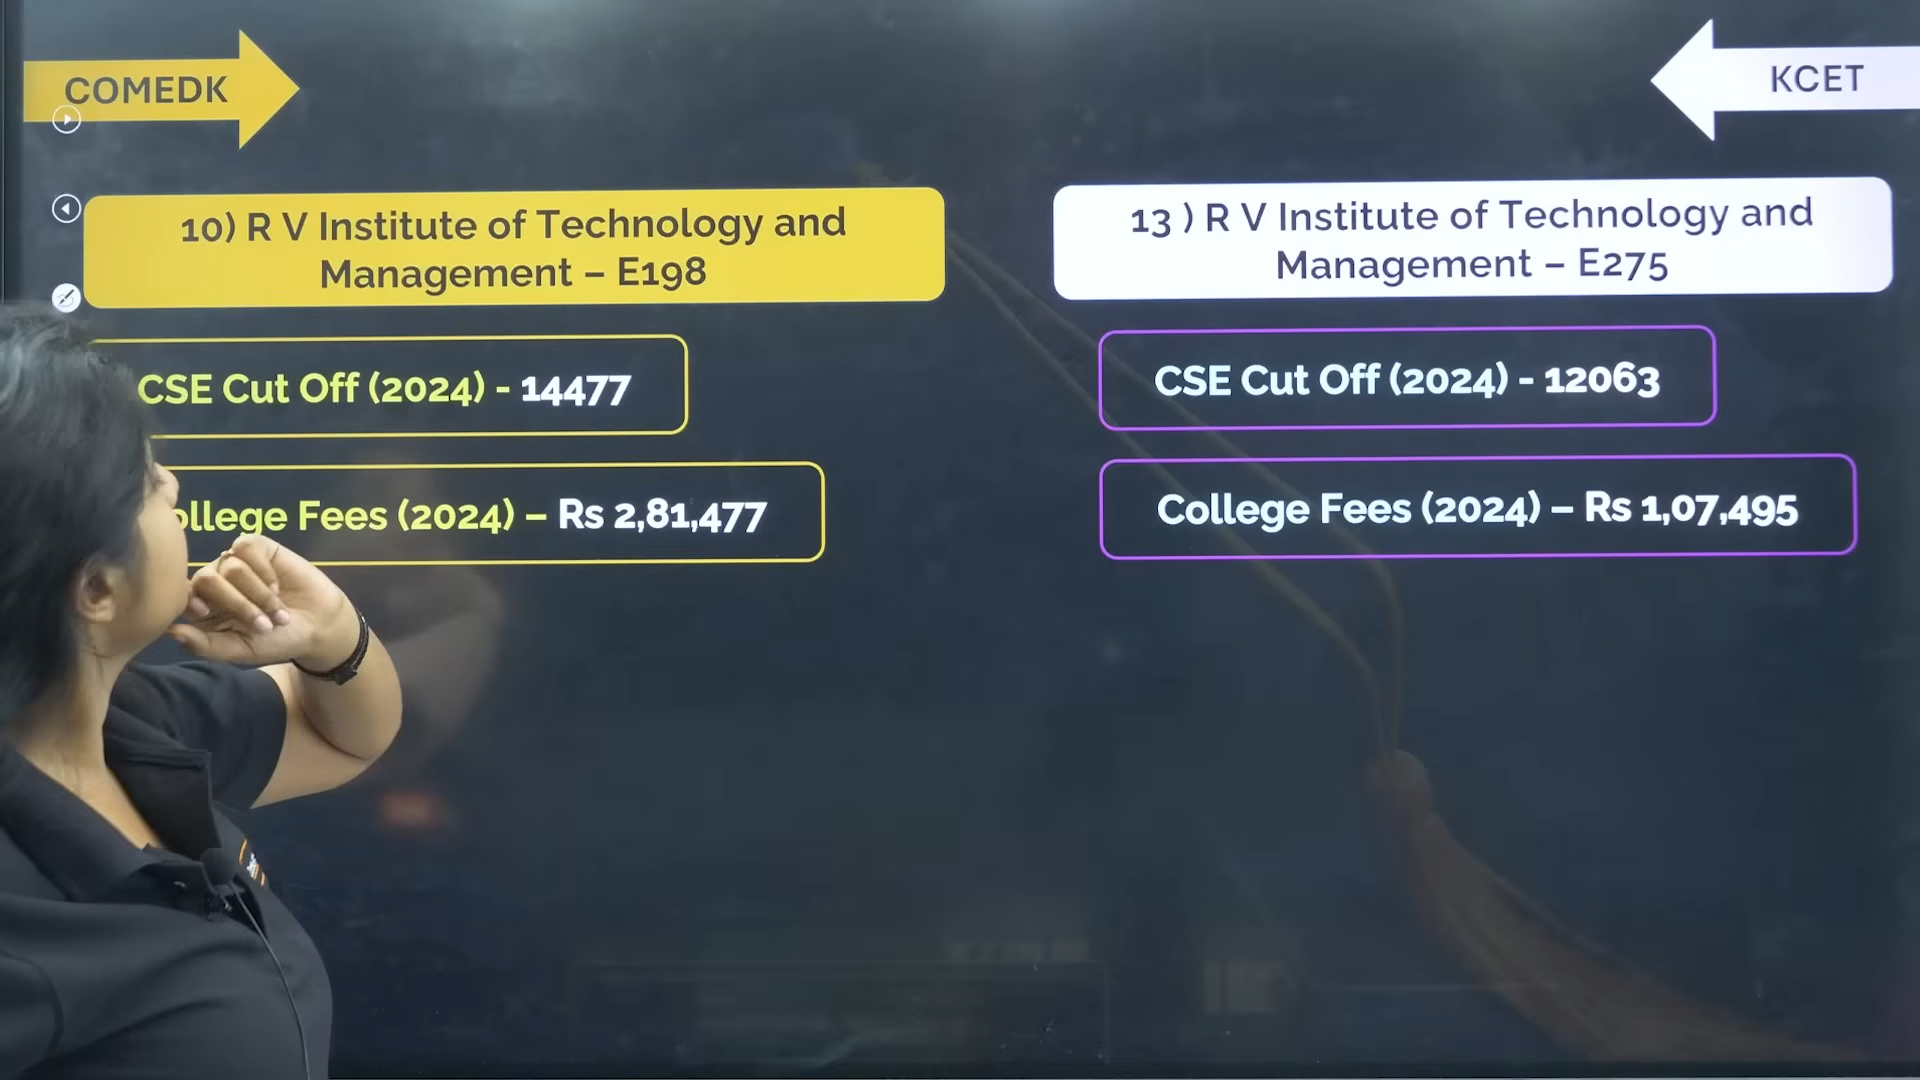 COMEDK
KCET
10) R V Institute of Technology and
Management – E198
CSE Cut Off (2024) - 14477
Fees (2024) – Rs 2,81,477
13 ) R V Institute of Technology and
Management – E275
CSE Cut Off (2024) - 12063
College Fees (2024) – Rs 1,07,495